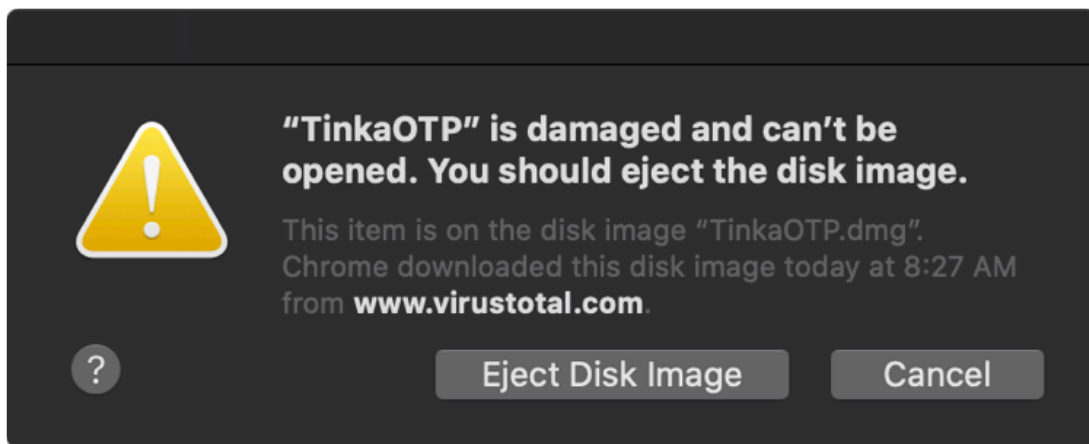 “TinkaOTP” is damaged and can’t be
opened. You should eject the disk image.
This item is on the disk image “TinkaOTP.dmg”.
Chrome downloaded this disk image today at 8:27 AM
from www.virustotal.com.
?
Eject Disk Image
Cancel